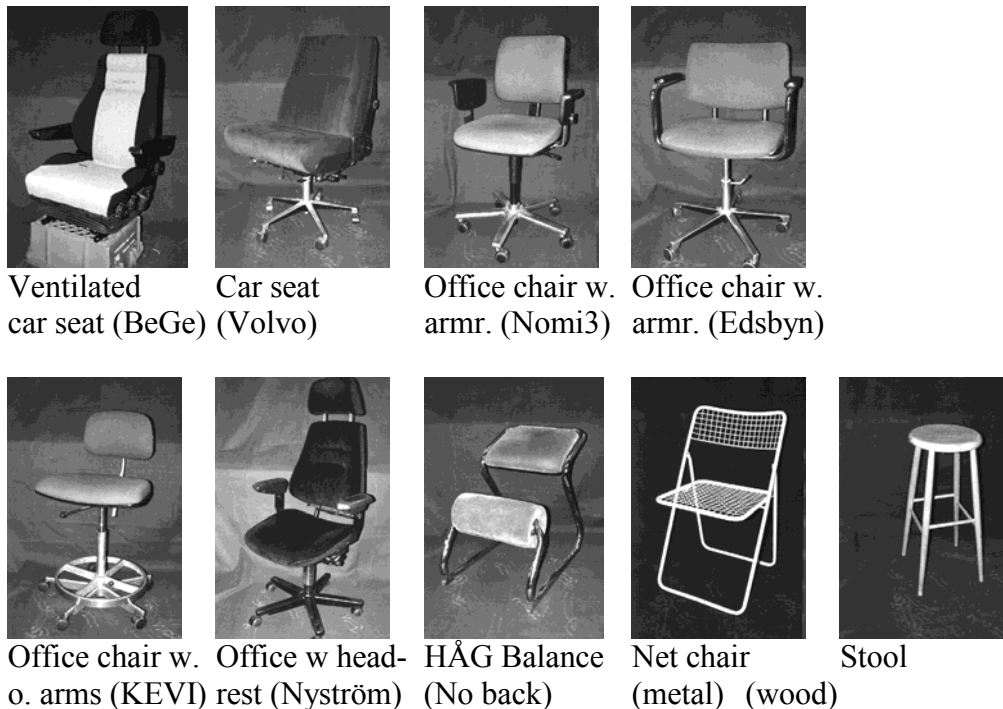 Ventilated
car seat (BeGe)
Car seat
(Volvo)
Office chair w.
armr. (Nomi3)
Office chair w.
armr. (Edsbyn)
Office chair w.
o. arms (KEVI)
Office w head-
rest (Nyström)
HÅG Balance
(No back)
Net chair
(metal) (wood)
Stool